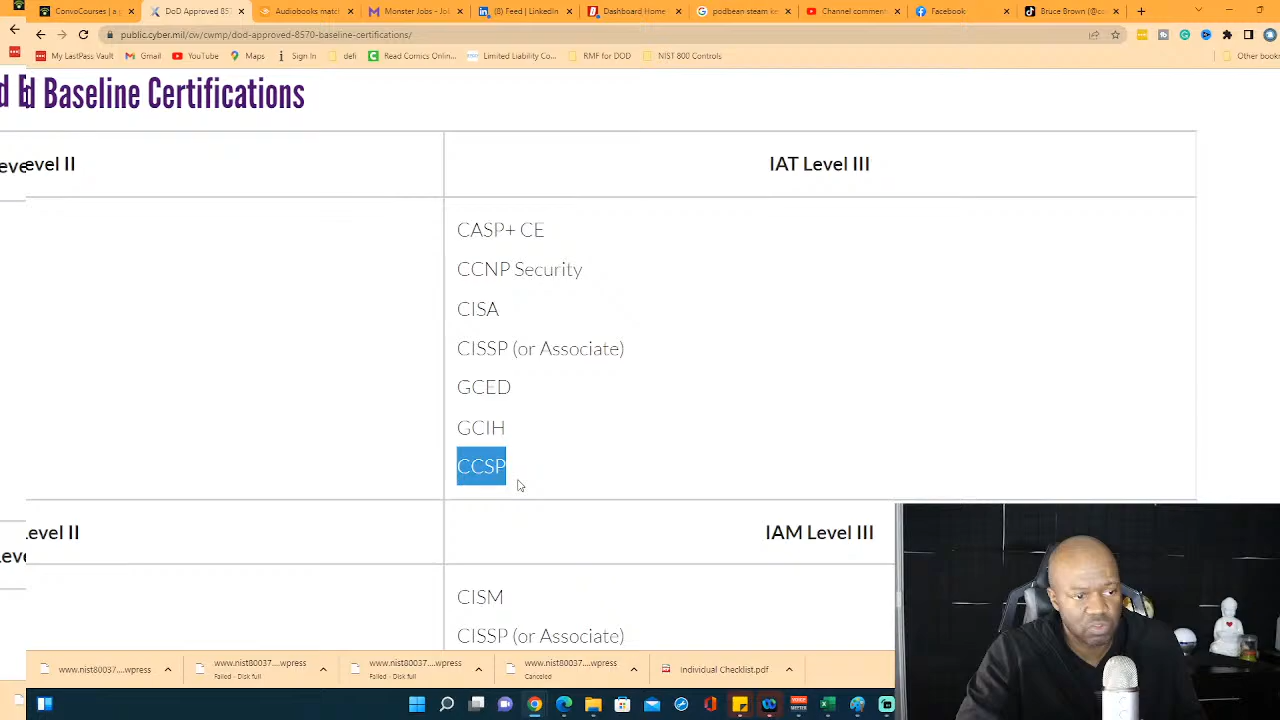 ConvoCourses | a g
DoD Approved 857
Audiobooks match
Monster Jobs - Job
(8) Feed | LinkedIn
Dashboard Home
podbean steam kn
Channel comment
Facebook
Bruce Brown (@co
public.cyber.mil/cw/cwmp/dod-approved-8570-baseline-certifications/
My LastPass Vault
Gmail
YouTube
Maps
Sign In
defi
Read Comics Onlin...
Limited Liability Co...
RMF for DOD
NIST 800 Controls
Other book
d Baseline Certifications
evel II
IAT Level III
CASP+ CE
CCNP Security
CISA
CISSP (or Associate)
GCED
GCIH
CCSP
evel II
IAM Level III
CISM
CISSP (or Associate)
www.nist80037....wpress
www.nist80037....wpress
Failed - Disk full
www.nist80037....wpress
Failed - Disk full
www.nist80037....wpress
Canceled
Individual Checklist.pdf